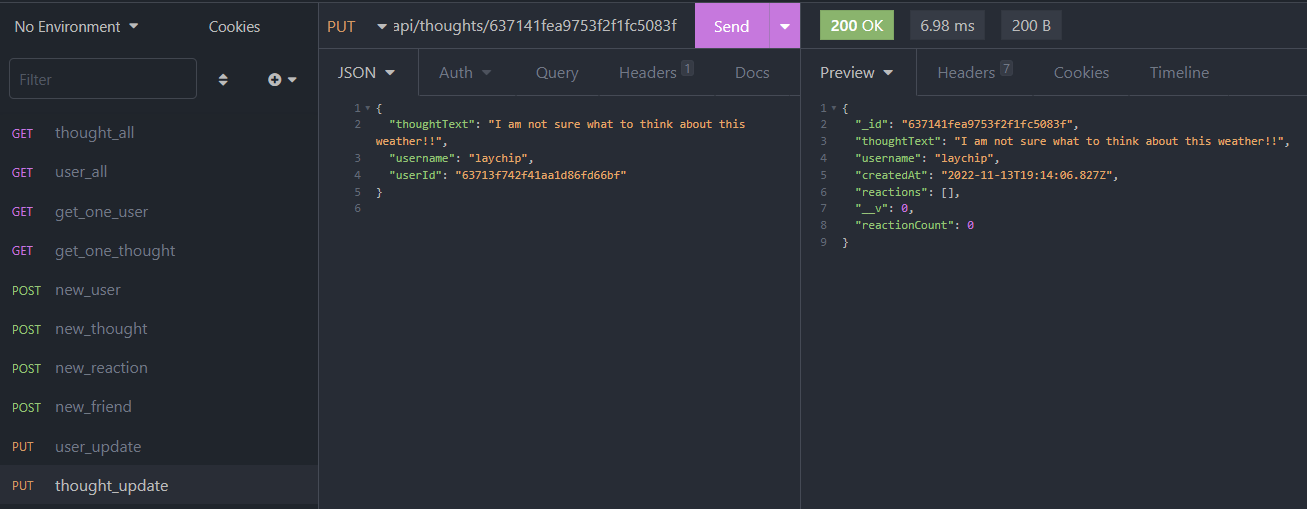 No Environment
Cookies
PUT
api/thoughts/637141fea9753f2f1fc5083f
Send
200 OK
6.98 ms
200 B
Filter
JSON
Auth
Query
Headers 1
Docs
Preview
Headers 7
Cookies
Timeline
GET thought_all
GET user_all
GET get_one_user
GET get_one_thought
POST new_user
POST new_thought
POST new_reaction
POST new_friend
PUT user_update
PUT thought_update
1 {
2 "thoughtText": "I am not sure what to think about this
weather!!",
3 "username": "laychip",
4 "userId": "63713f742f41aa1d86fd66bf"
5 }
6
1 {
2 "_id": "637141fea9753f2f1fc5083f",
3 "thoughtText": "I am not sure what to think about this weather!!",
4 "username": "laychip",
5 "createdAt": "2022-11-13T19:14:06.827Z",
6 "reactions": [],
7 "__v": 0,
8 "reactionCount": 0
9 }